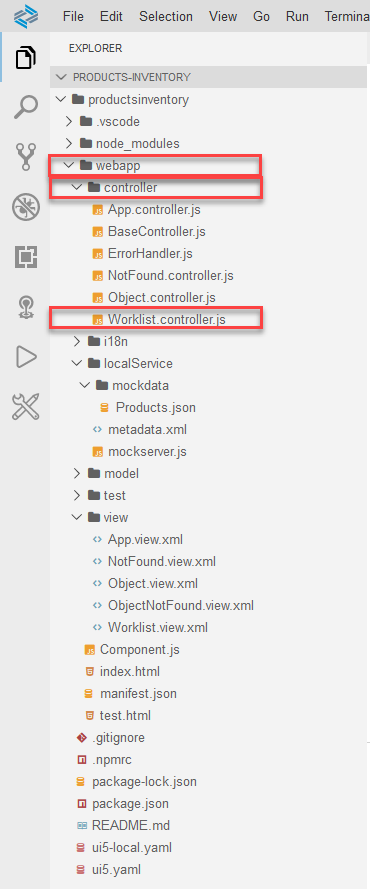 File Edit Selection View Go Run Termina
EXPLORER
PRODUCTS-INVENTORY
productsinventory
.vscode
node_modules
webapp
controller
JS App.controller.js
JS BaseController.js
JS ErrorHandler.js
JS NotFound.controller.js
JS Object.controller.js
JS Worklist.controller.js
i18n
localService
mockdata
Products.json
metadata.xml
JS mockserver.js
model
test
view
App.view.xml
NotFound.view.xml
Object.view.xml
ObjectNotFound.view.xml
Worklist.view.xml
JS Component.js
index.html
manifest.json
test.html
.gitignore
.npmrc
package-lock.json
package.json
README.md
ui5-local.yaml
ui5.yaml